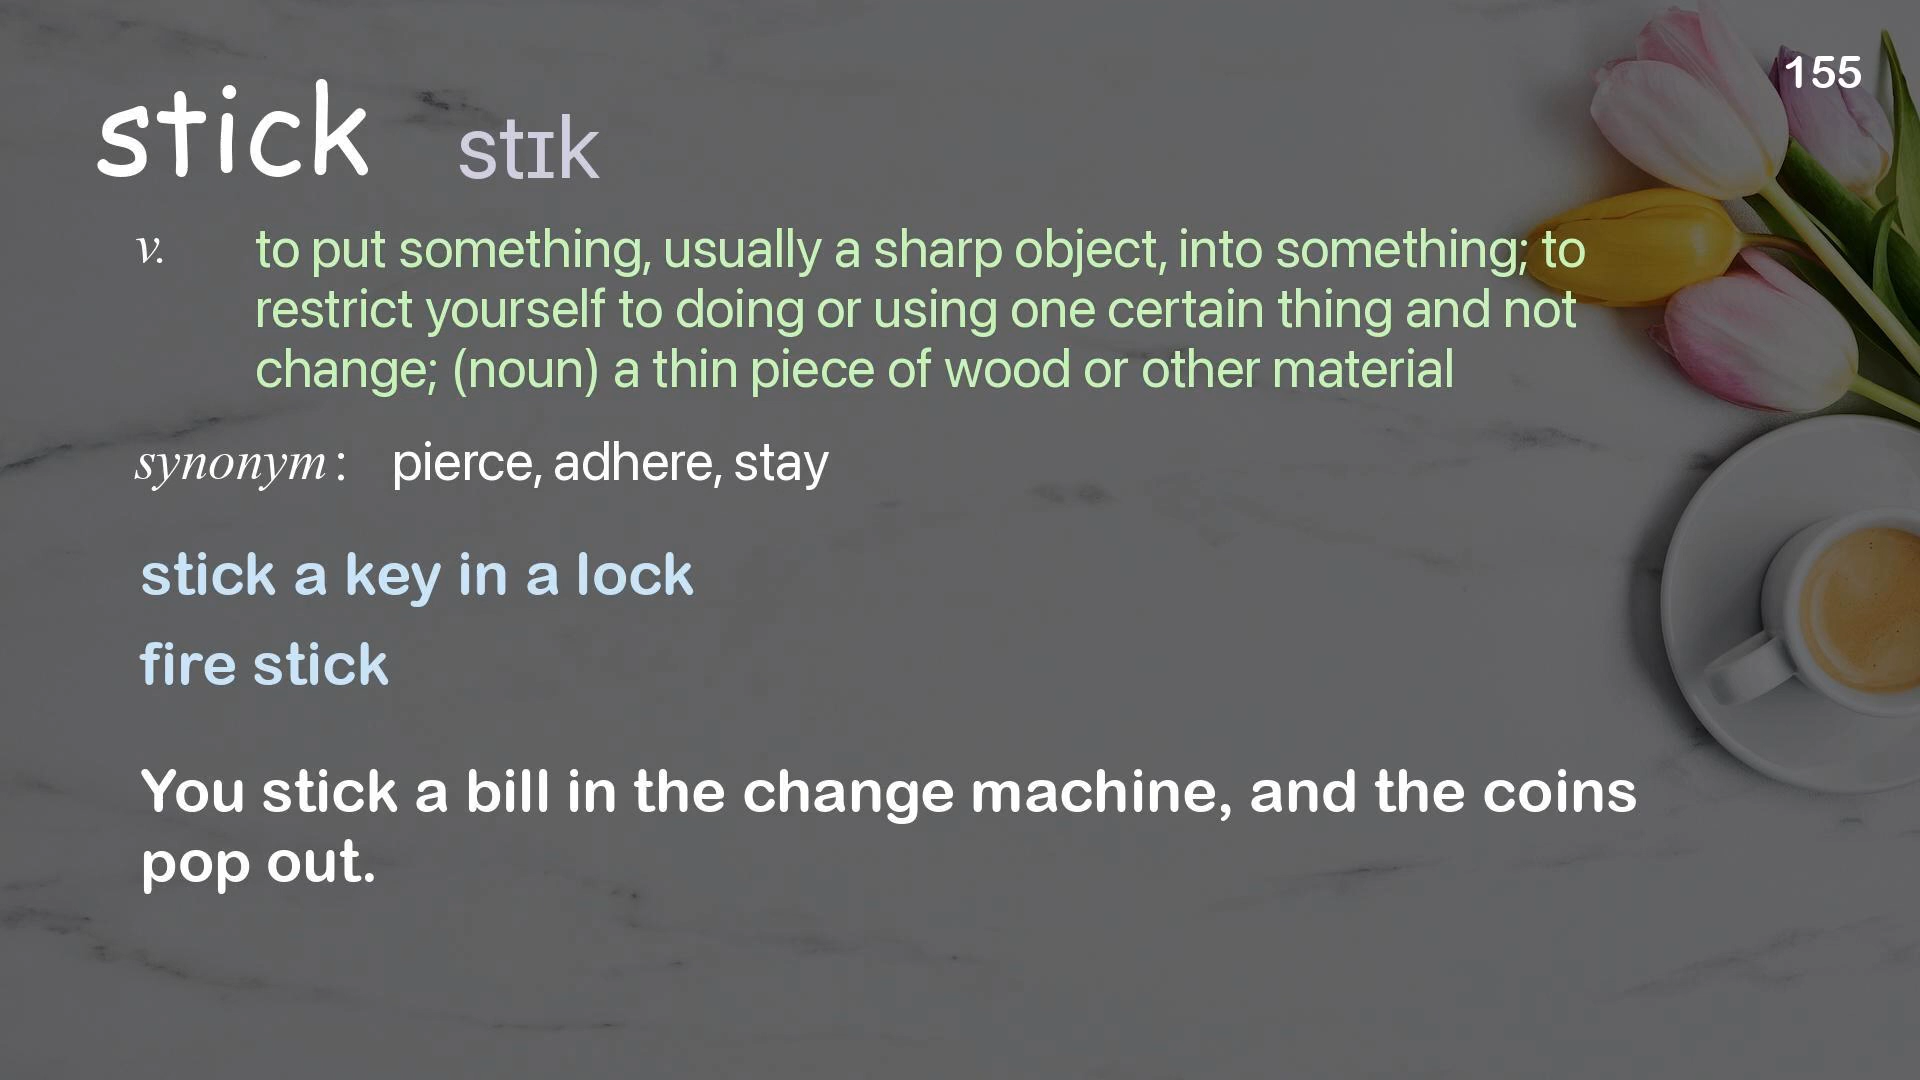 155
stick stɪk
v. to put something, usually a sharp object, into something; to
restrict yourself to doing or using one certain thing and not
change; (noun) a thin piece of wood or other material
synonym: pierce, adhere, stay
stick a key in a lock
fire stick
You stick a bill in the change machine, and the coins
pop out.